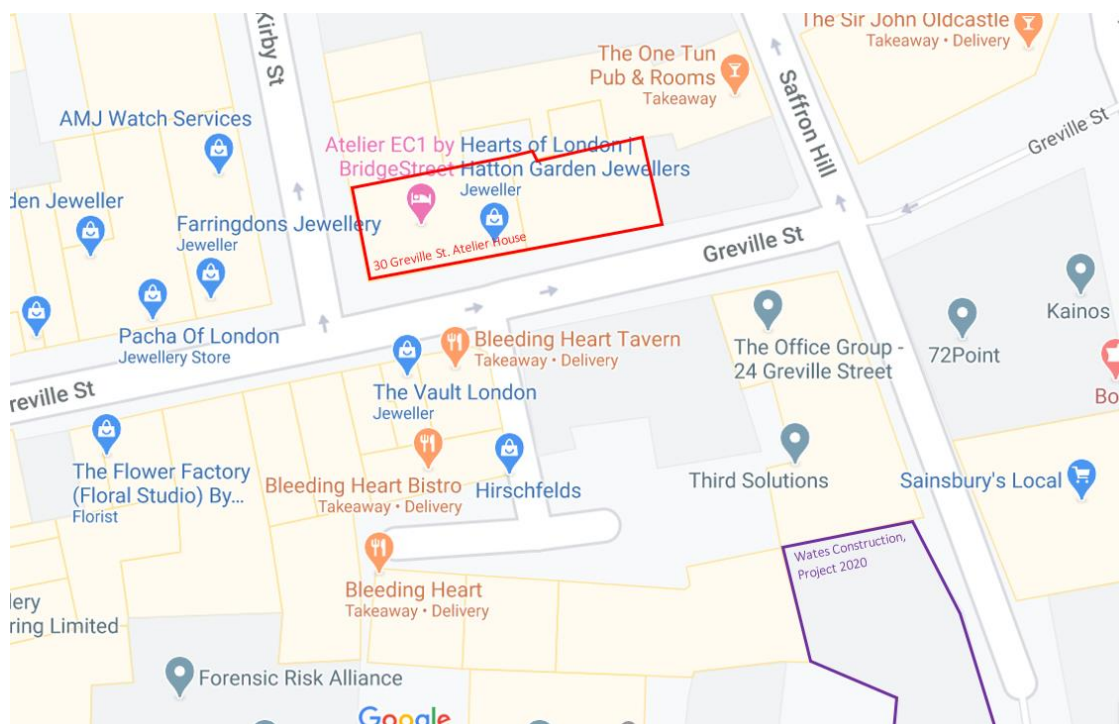 Kirby St
The Sir John Oldcastle
Takeaway • Delivery
The One Tun
Pub & Rooms
Takeaway
Saffron Hill
Greville St
AMJ Watch Services
Atelier EC1 by
BridgeStreet
Hearts of London |
Hatton Garden Jewellers
Jeweller
den Jeweller
Farringdons Jewellery
Jeweller
30 Greville St. Atelier House
Greville St
Pacha Of London
Jewellery Store
Bleeding Heart Tavern
Takeaway • Delivery
The Office Group -
24 Greville Street
72Point
Kainos
Bo
reville St
The Vault London
Jeweller
The Flower Factory
(Floral Studio) By...
Florist
Bleeding Heart Bistro
Takeaway • Delivery
Hirschfelds
Third Solutions
Sainsbury's Local
Wates Construction,
Project 2020
Bleeding Heart
Takeaway • Delivery
lery
ring Limited
Forensic Risk Alliance
Google